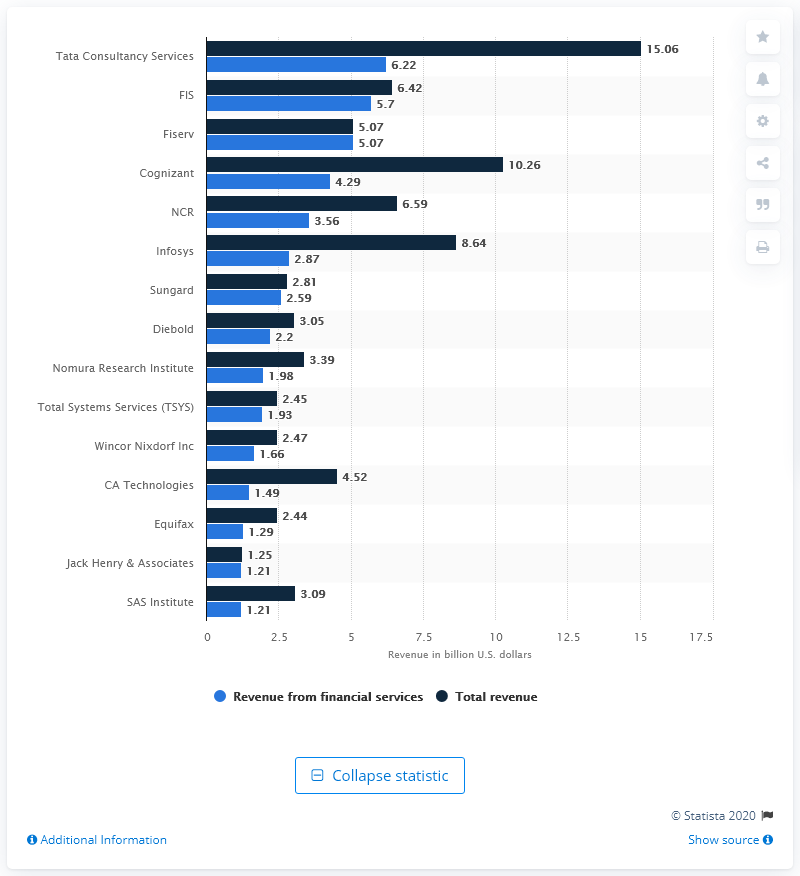 Tata Consultancy Services
15.06
6.22
FIS
6.42
5.7
Fiserv
5.07
5.07
Cognizant
10.26
4.29
NCR
6.59
3.56
Infosys
8.64
2.87
Sungard
2.81
2.59
Diebold
3.05
2.2
Nomura Research Institute
3.39
1.98
Total Systems Services (TSYS)
2.45
1.93
Wincor Nixdorf Inc
2.47
1.66
CA Technologies
4.52
1.49
Equifax
2.44
1.29
Jack Henry & Associates
1.25
1.21
SAS Institute
3.09
1.21
0 2.5 5 7.5 10 12.5 15 17.5
Revenue in billion U.S. dollars
Revenue from financial services Total revenue
Collapse statistic
© Statista 2020
Additional Information Show source